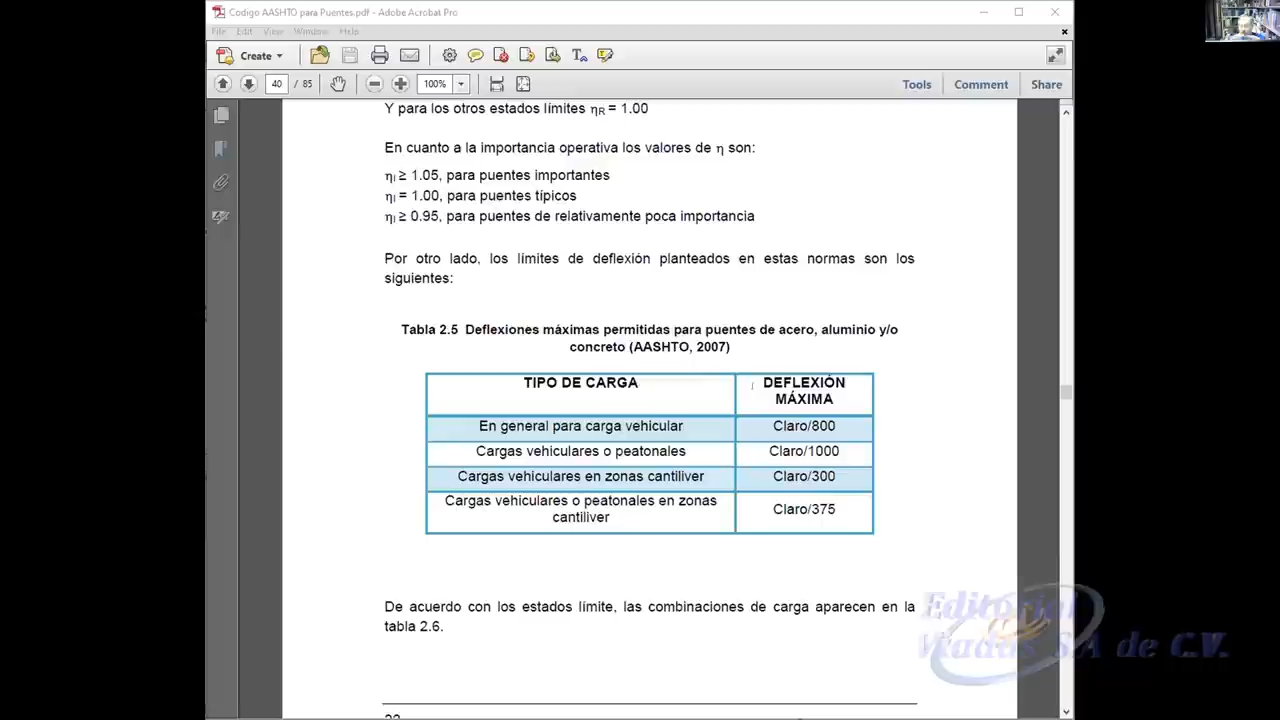 Codigo AASHTO para Puentes.pdf - Adobe Acrobat Pro
File Edit View Window Help
Create
40 / 85 100% Tools Comment Share
Y para los otros estados límites ηR = 1.00
En cuanto a la importancia operativa los valores de η son:
ηI ≥ 1.05, para puentes importantes
ηI = 1.00, para puentes típicos
ηI ≥ 0.95, para puentes de relativamente poca importancia
Por otro lado, los límites de deflexión planteados en estas normas son los
siguientes:
Tabla 2.5 Deflexiones máximas permitidas para puentes de acero, aluminio y/o
concreto (AASHTO, 2007)
TIPO DE CARGA DEFLEXIÓN
MÁXIMA
En general para carga vehicular Claro/800
Cargas vehiculares o peatonales Claro/1000
Cargas vehiculares en zonas cantiliver Claro/300
Cargas vehiculares o peatonales en zonas
cantiliver Claro/375
De acuerdo con los estados límite, las combinaciones de carga aparecen en la
tabla 2.6.
Editorial
SA de C.V.